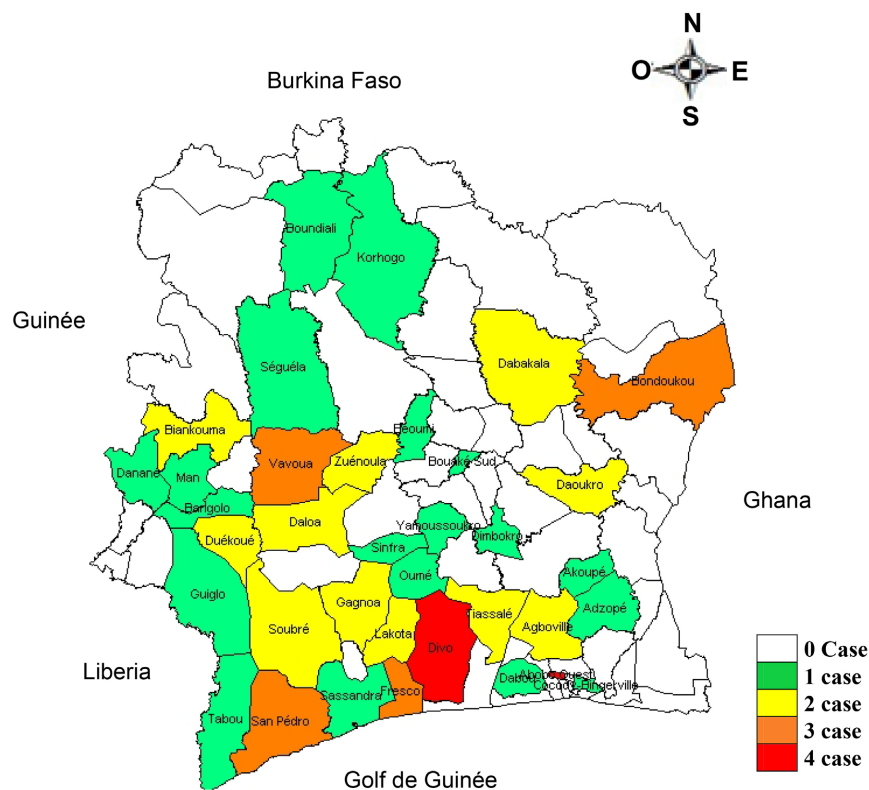 N
O E
S
Burkina Faso
Boundiali
Korhogo
Guinée
Séguéla
Dabakala
Bondoukou
Biankouma
Béoumi
Vavoua
Zuénoula
Bouaké Sud
Danané
Man
Daoukro
Ghana
Bangolo
Daloa
Yamoussoukro
Duékoué
Sinfra
Dimbokro
Guiglo
Oumé
Akoupé
Gagnoa
Adzopé
Soubré
Lakota
Tiassalé
Agboville
Divo
Liberia
0 Case
1 case
2 case
3 case
4 case
Sassandra
Fresco
Dabou
Abobo Ouest
Cocody-Bingerville
Tabou
San Pédro
Golf de Guinée